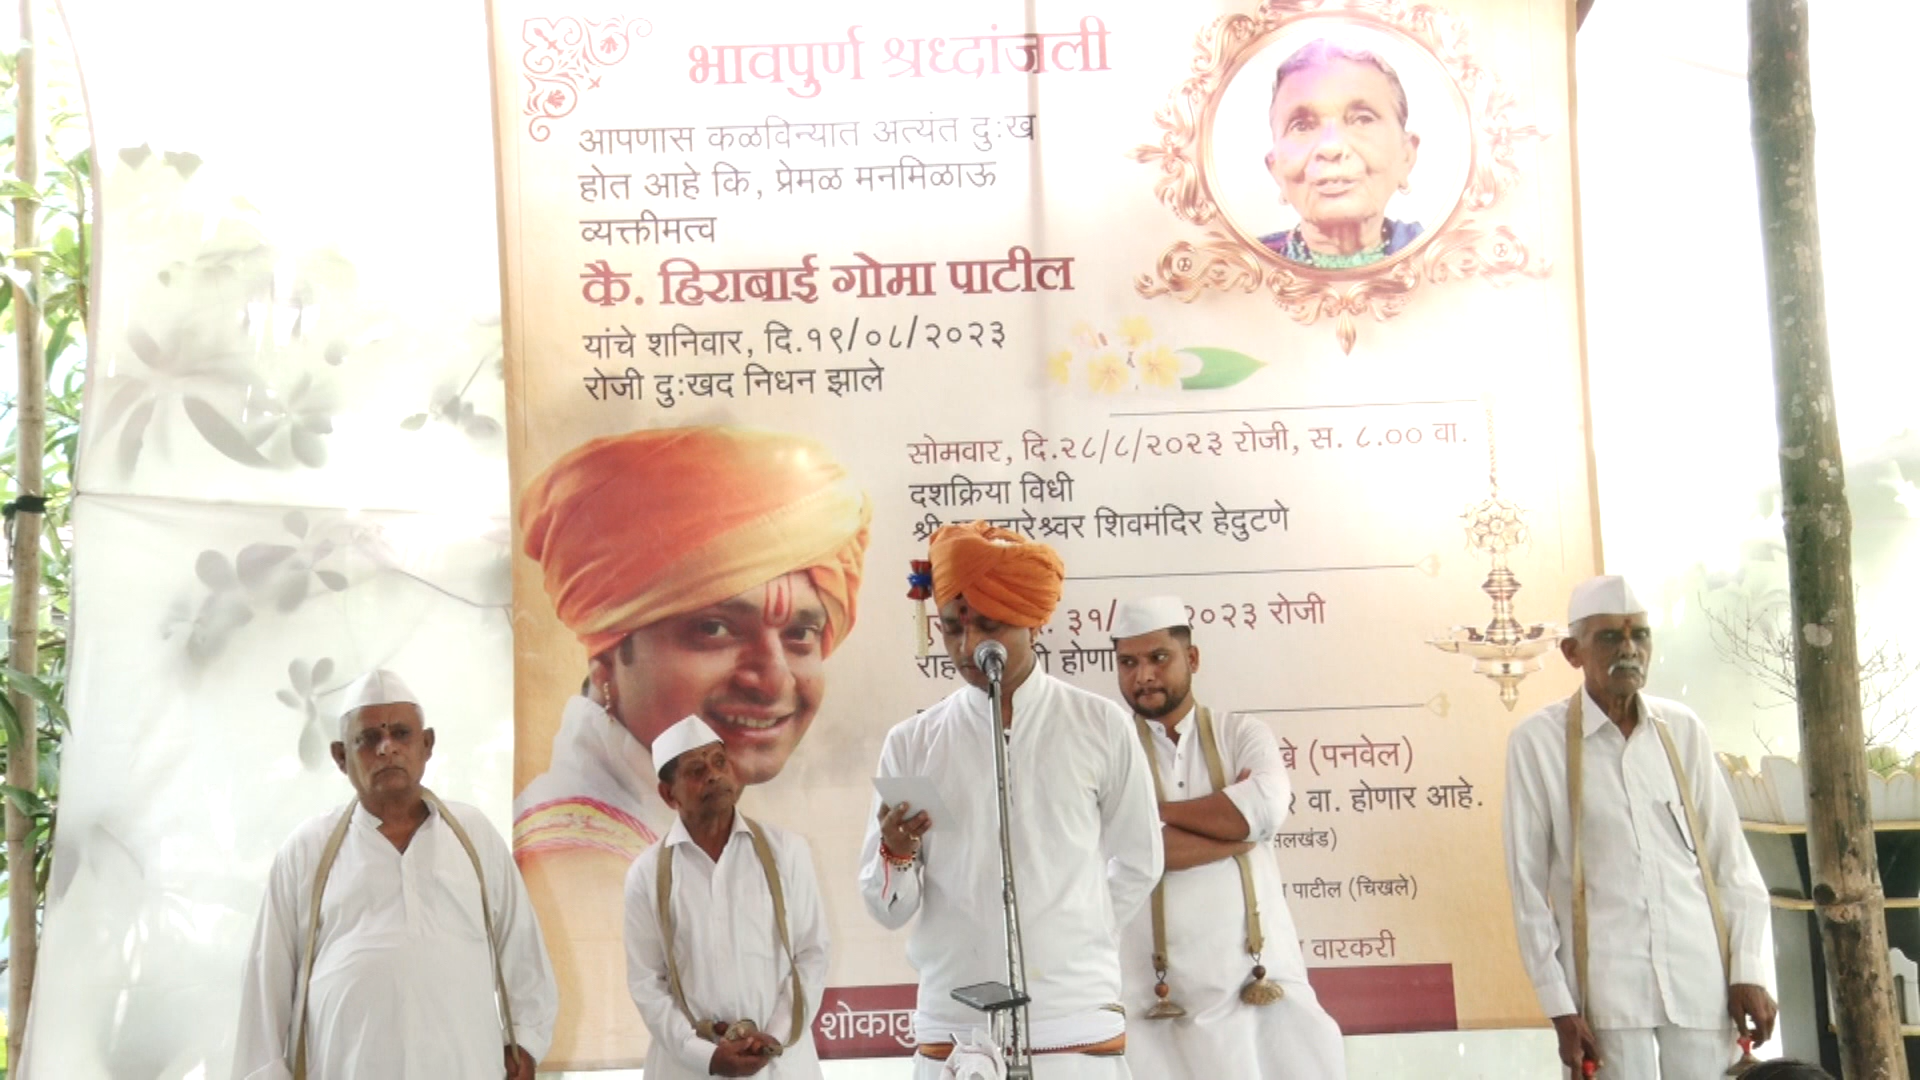 भावपुर्ण श्रध्दांजली
आपणास कळविन्यात अत्यंत दुःख
होत आहे कि, प्रेमळ मनमिळाऊ
व्यक्तीमत्व
कै. हिराबाई गोमा पाटील
यांचे शनिवार, दि.१९/०८/२०२३
रोजी दुःखद निधन झाले
सोमवार, दि.२८/८/२०२३ रोजी, स. ८.०० वा.
दशक्रिया विधी
श्री शिवमंदिर हेदुटणे
३१/ २०२३ रोजी
(पनवेल)
वा. होणार आहे.
पाटील (चिखले)
वारकरी